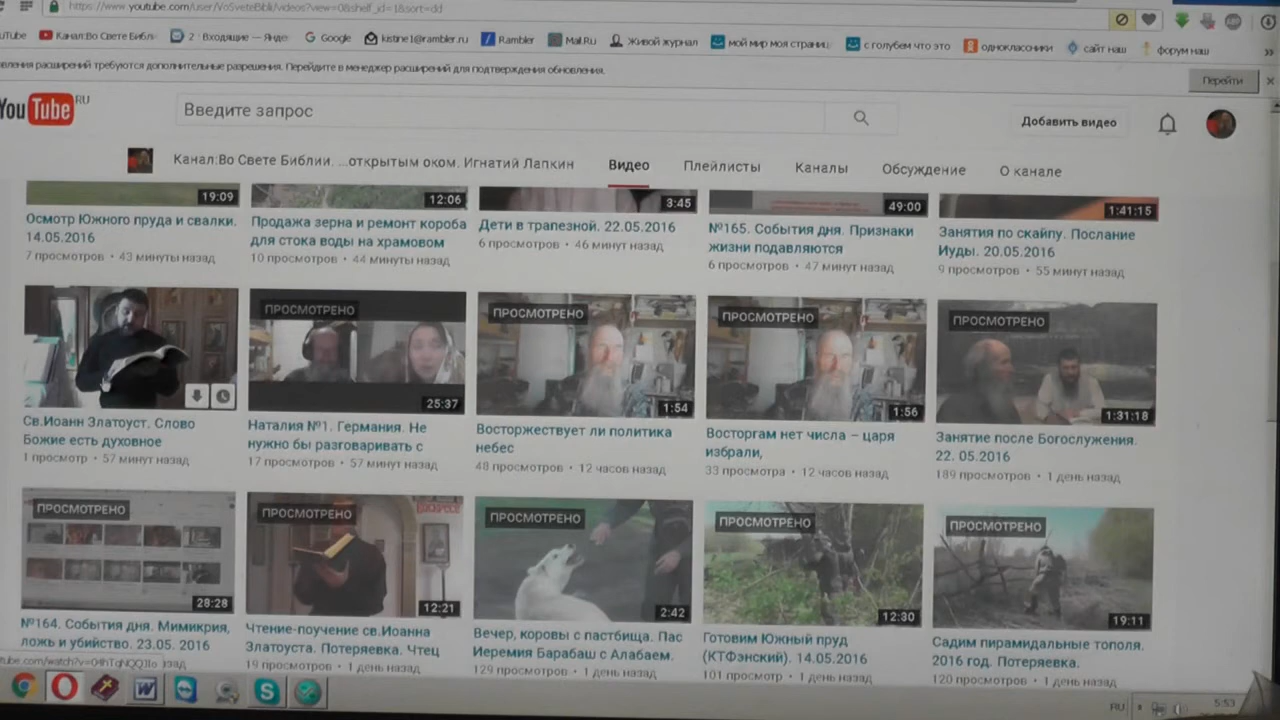 https://www.youtube.com/user/VoSveteBiblii/videos?view=0&shelf_id=1&sort=dd
uTube Канал:Во Свете Библи 2 : Входящие — Янде Google kistine1@rambler.ru Rambler Mail.Ru Живой журнал мой мир моя страниц с голубем что это одноклассники сайт наш форум наш
вления расширений требуются дополнительные разрешения. Перейдите в менеджер расширений для подтверждения обновления.
Перейти
YouTube RU
Введите запрос
Добавить видео
Канал:Во Свете Библии. ...открытым оком. Игнатий Лапкин Видео Плейлисты Каналы Обсуждение О канале
19:09
Осмотр Южного пруда и свалки.
14.05.2016
7 просмотров • 43 минуты назад
12:06
Продажа зерна и ремонт короба
для стока воды на храмовом
10 просмотров • 44 минуты назад
3:45
Дети в трапезной. 22.05.2016
6 просмотров • 46 минут назад
49:00
№165. События дня. Признаки
жизни подавляются
6 просмотров • 47 минут назад
1:41:15
Занятия по скайпу. Послание
Иуды. 20.05.2016
9 просмотров • 55 минут назад
Св.Иоанн Златоуст. Слово
Божие есть духовное
1 просмотр • 57 минут назад
ПРОСМОТРЕНО
25:37
Наталия №1. Германия. Не
нужно бы разговаривать с
17 просмотров • 57 минут назад
ПРОСМОТРЕНО
1:54
Восторжествует ли политика
небес
48 просмотров • 12 часов назад
ПРОСМОТРЕНО
1:56
Восторгам нет числа – царя
избрали,
33 просмотра • 12 часов назад
ПРОСМОТРЕНО
1:31:18
Занятие после Богослужения.
22. 05.2016
189 просмотров • 1 день назад
ПРОСМОТРЕНО
28:28
№164. События дня. Мимикрия,
ложь и убийство. 23.05. 2016
зад
ПРОСМОТРЕНО
12:21
Чтение-поучение св.Иоанна
Златоуста. Потеряевка. Чтец
19 просмотров • 1 день назад
ПРОСМОТРЕНО
2:42
Вечер, коровы с пастбища. Пас
Иеремия Барабаш с Алабаем.
129 просмотров • 1 день назад
ПРОСМОТРЕНО
12:30
Готовим Южный пруд
(КТФэнский). 14.05.2016
101 просмотр • 1 день назад
ПРОСМОТРЕНО
19:11
Садим пирамидальные тополя.
2016 год. Потеряевка.
120 просмотров • 1 день назад
RU
5:53